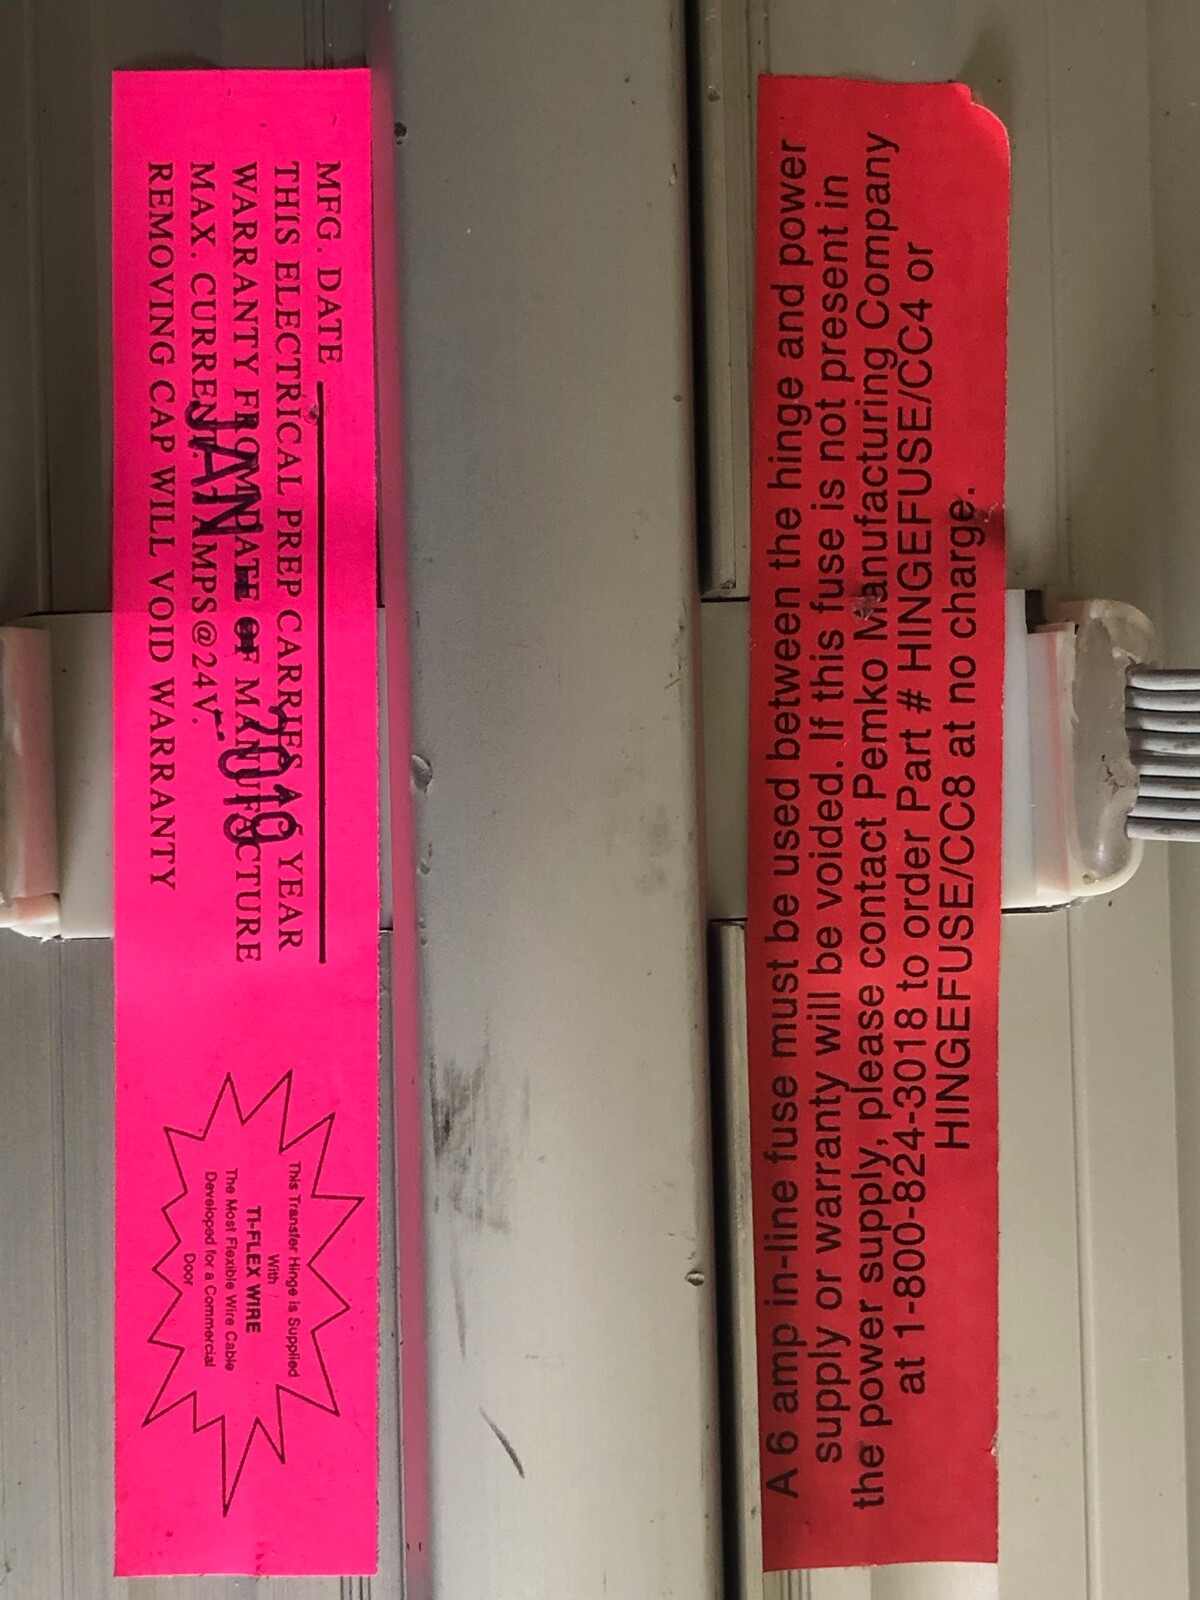 MFG. DATE
THIS ELECTRICAL PREP CARRIES A YEAR
WARRANTY FROM DATE OF MANUFACTURE
MAX. CURRENT AMPS@24V.
REMOVING CAP WILL VOID WARRANTY
JAN 2019
This Transfer Hinge is Supplied
With
TI-FLEX WIRE
The Most Flexible Wire Cable
Developed for a Commercial
Door
A 6 amp in-line fuse must be used between the hinge and power
supply or warranty will be voided. If this fuse is not present in
the power supply, please contact Pemko Manufacturing Company
at 1-800-824-3018 to order Part # HINGEFUSE/CC4 or
HINGEFUSE/CC8 at no charge.